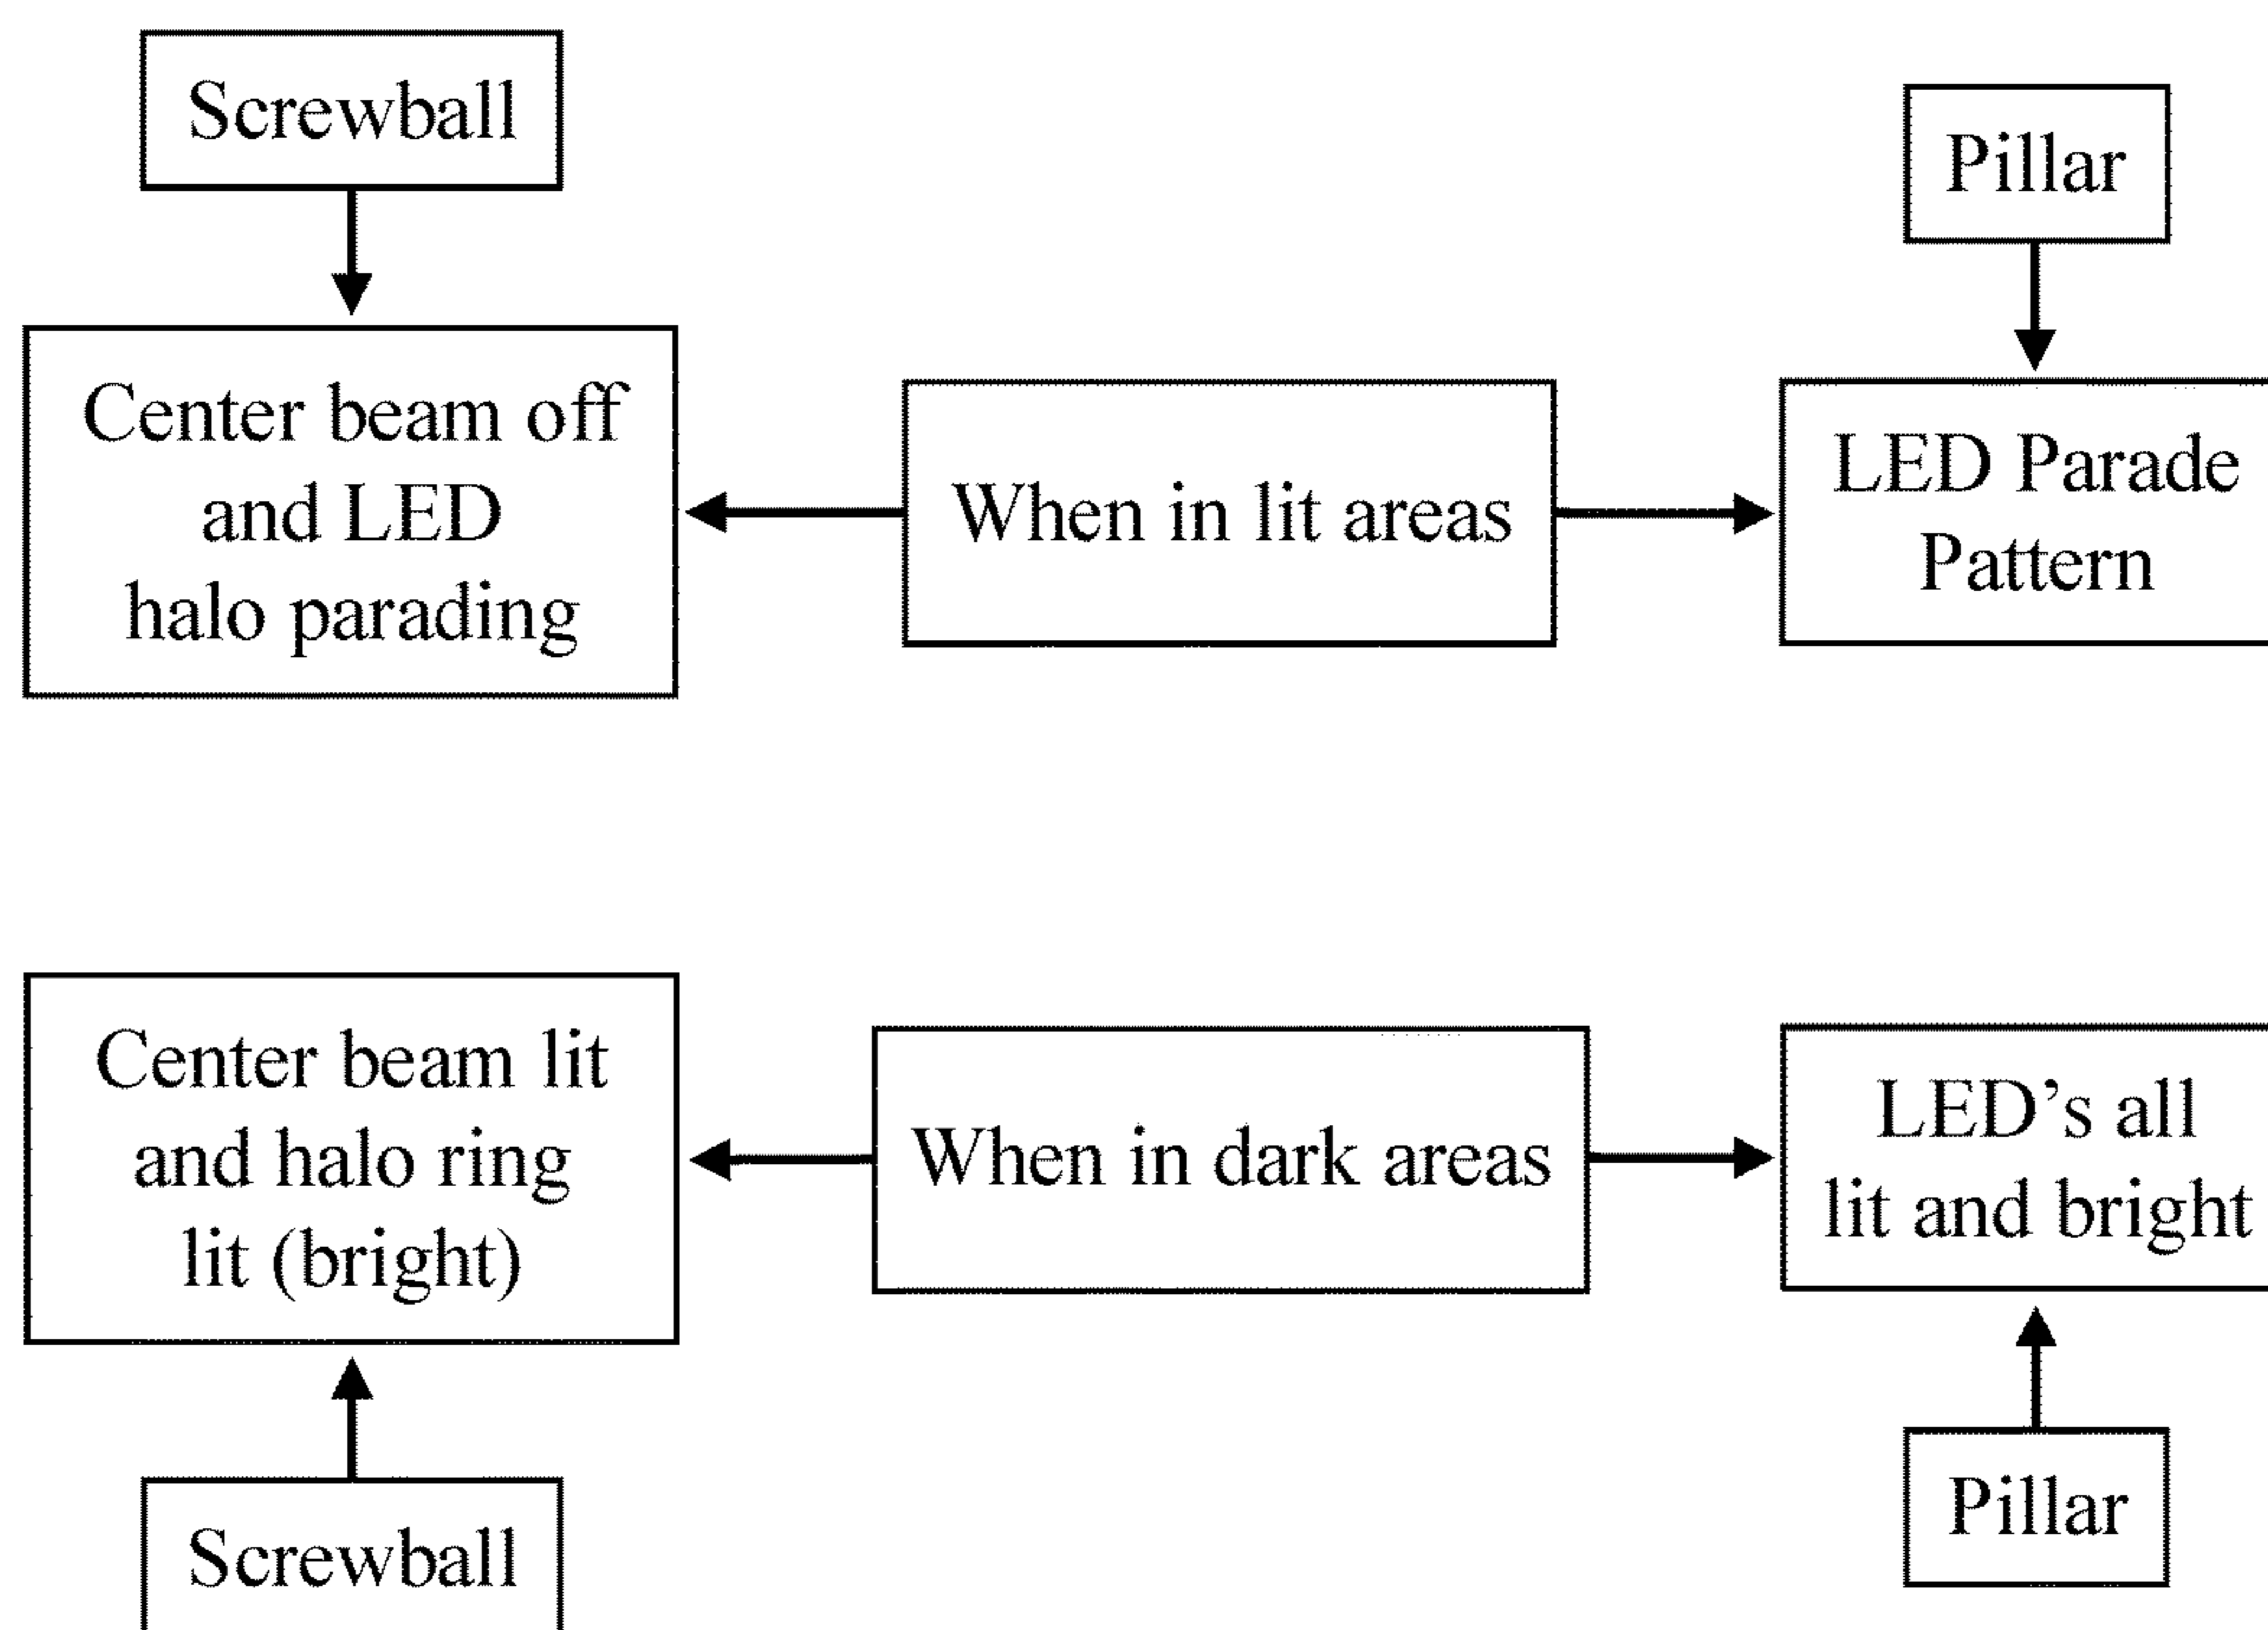 Screwball
Pillar
Center beam off
and LED
halo parading
When in lit areas
LED Parade
Pattern
Center beam lit
and halo ring
lit (bright)
When in dark areas
LED’s all
lit and bright
Screwball
Pillar